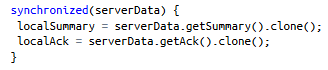 synchronized(serverData) {
 localSummary = serverData.getSummary().clone();
 localAck = serverData.getAck().clone();
}